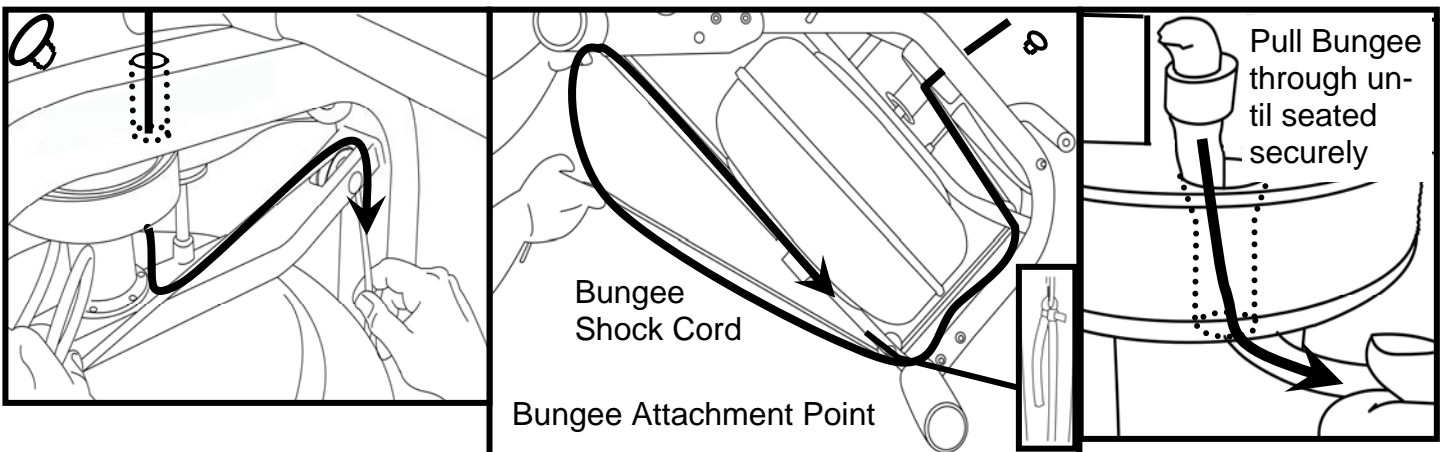 Bungee
Shock Cord
Bungee Attachment Point
Pull Bungee
through un-
til seated
securely